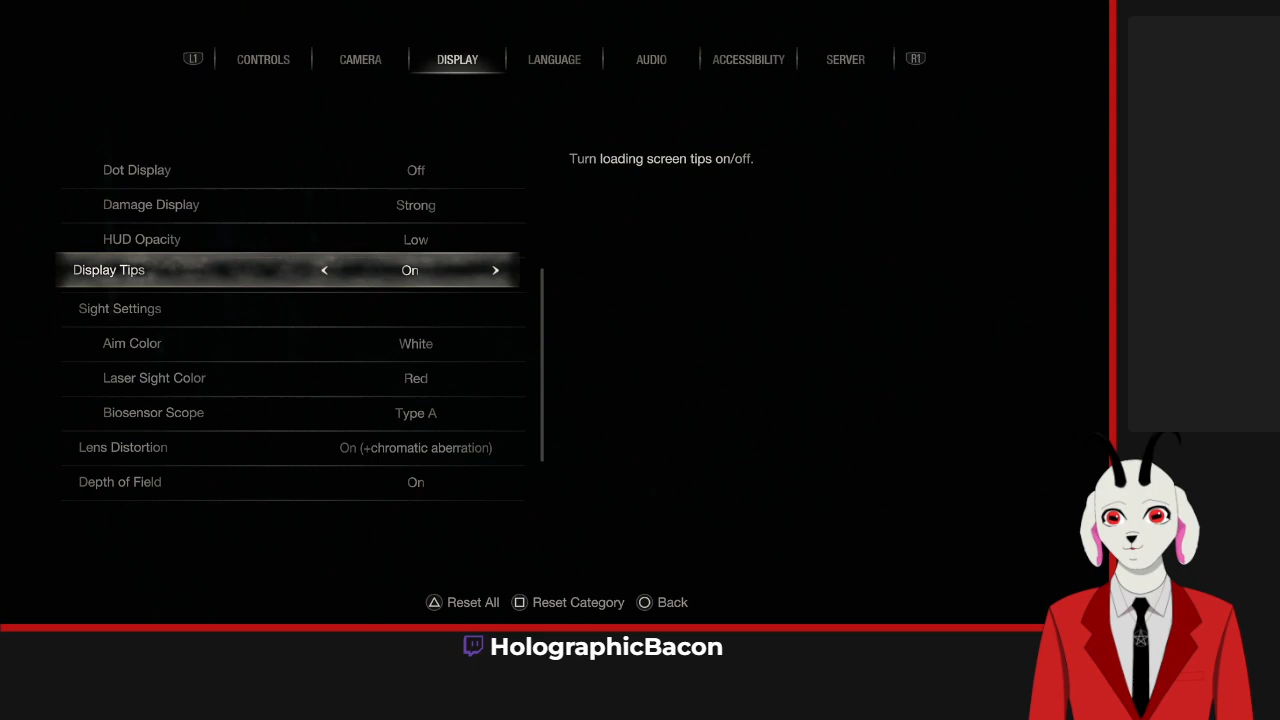 L1 CONTROLS CAMERA DISPLAY LANGUAGE AUDIO ACCESSIBILITY SERVER R1
Dot Display Off
Damage Display Strong
HUD Opacity Low
Display Tips On
Sight Settings
Aim Color White
Laser Sight Color Red
Biosensor Scope Type A
Lens Distortion On (+chromatic aberration)
Depth of Field On
Turn loading screen tips on/off.
Reset All Reset Category Back
HolographicBacon